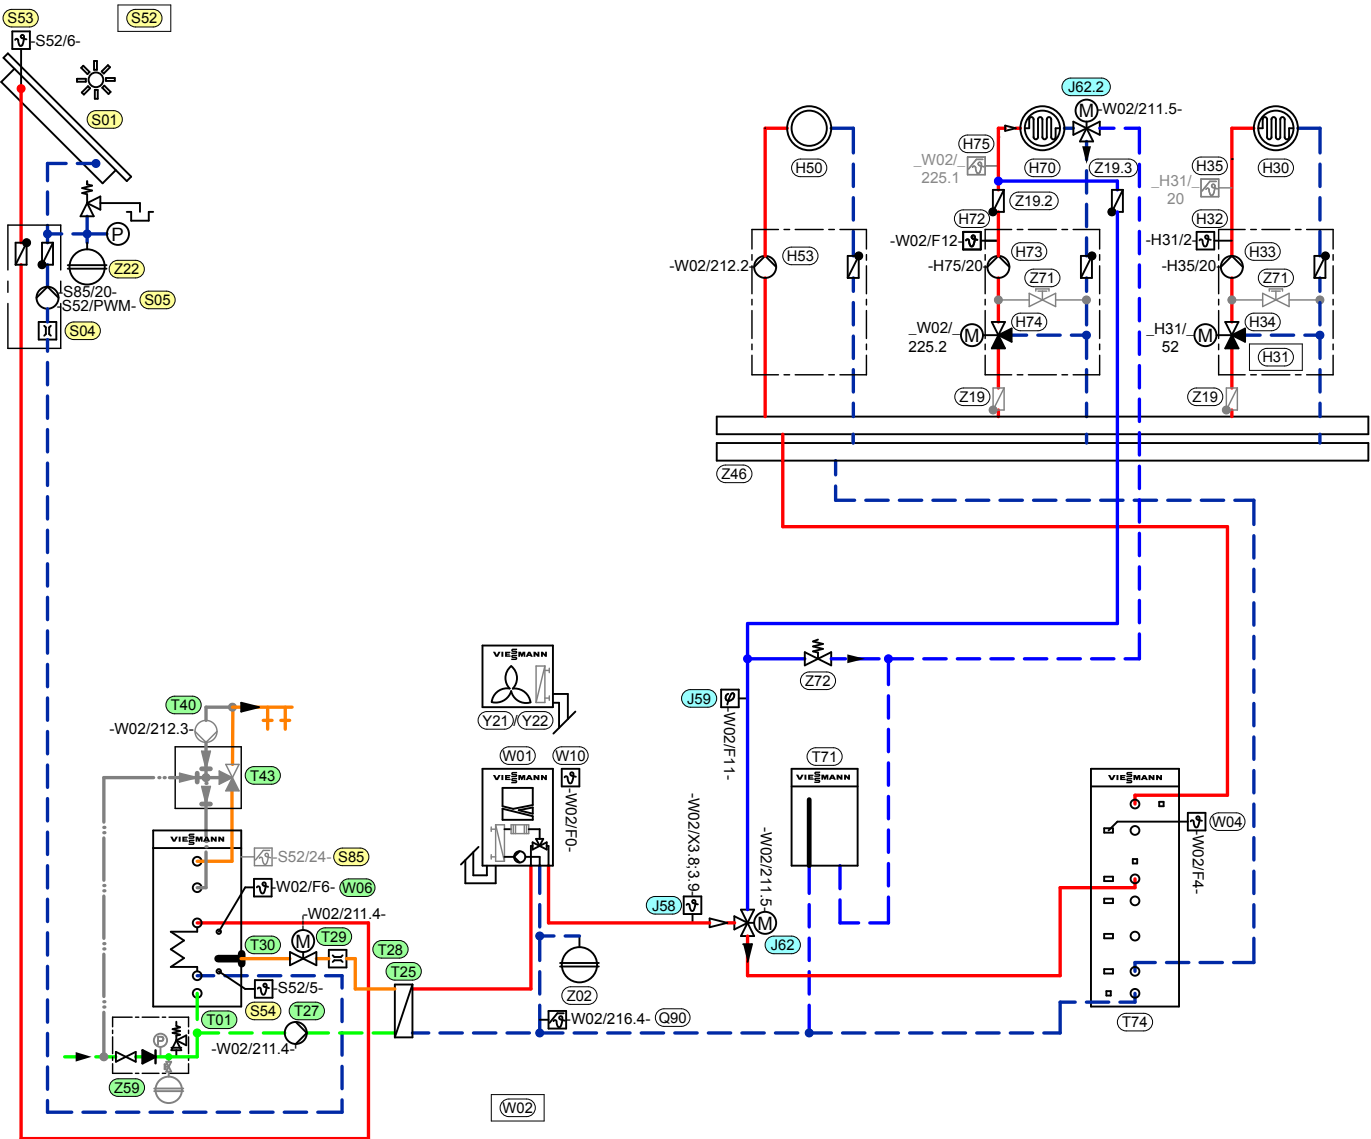 S53
S52
-S52/6-
S01
J62.2
-W02/211.5-
H75
_W02/_
225.1
H50
H70
Z19.3
H35
_H31/_
20
H30
Z19.2
H72
H32
P
-W02/F12-
-H31/2-
Z22
-W02/212.2-
H53
H73
-H75/20-
Z71
H33
-H35/20-
Z71
-S85/20-
-S52/PWM-
S05
S04
_W02/_
225.2
M
H74
_H31/_
52
M
H34
H31
Z19
Z19
Z46
VIESMANN
Y21/Y22
Z72
J59
-W02/F11-
T40
-W02/212.3-
T43
W01
W10
VIESMANN
-W02/F0-
T71
VIESMANN
VIESMANN
VIESMANN
-S52/24-
S85
-W02/F6-
W06
-W02/211.4-
M
T30
T29
T28
T25
-S52/5-
S54
T01
T27
-W02/211.4-
P
Z59
-W02/X3.8;3.9-
-W02/211.5-
J58
M
J62
Z02
-W02/216.4-
Q90
W04
-W02/F4-
T74
W02